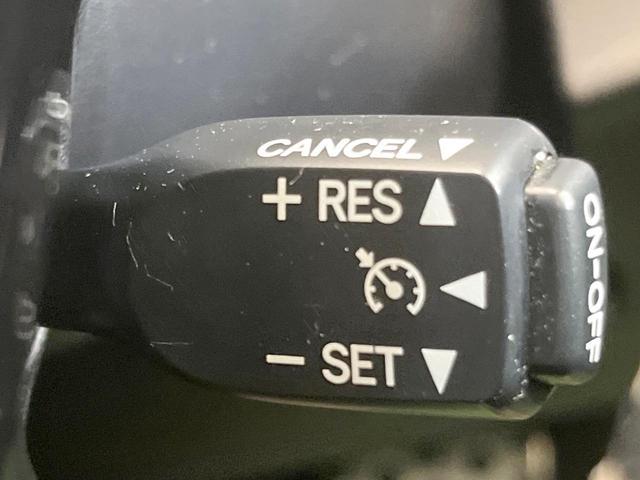 CANCEL
+ RES
- SET
ON-OFF